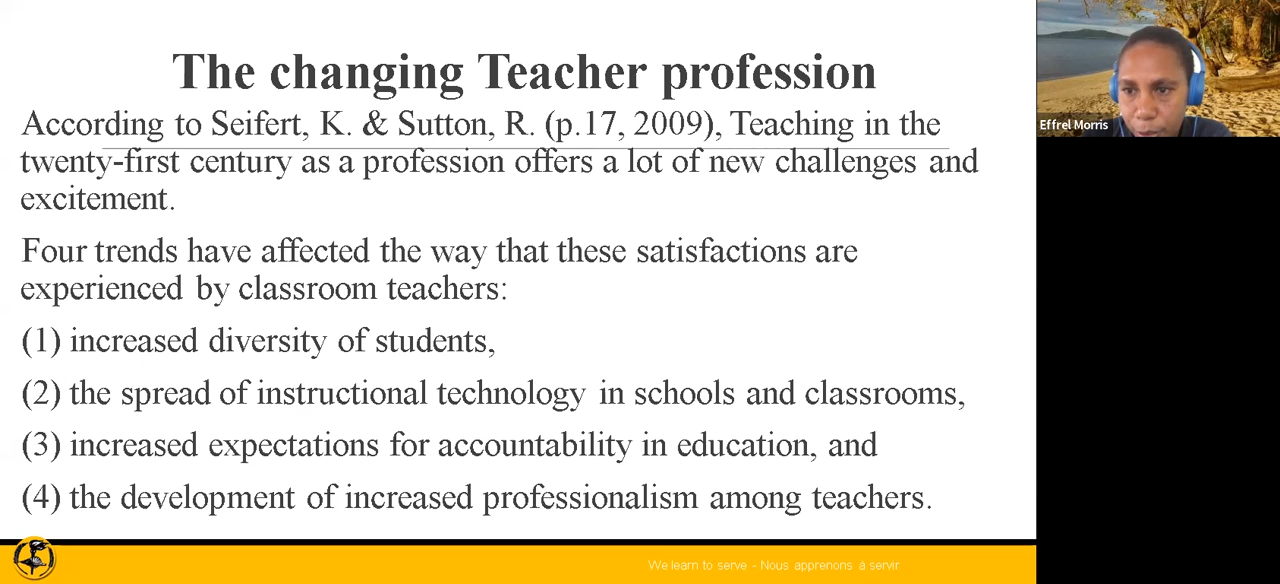 The changing Teacher profession
According to Seifert, K. & Sutton, R. (p.17, 2009), Teaching in the
twenty-first century as a profession offers a lot of new challenges and
excitement.
Four trends have affected the way that these satisfactions are
experienced by classroom teachers:
(1) increased diversity of students,
(2) the spread of instructional technology in schools and classrooms,
(3) increased expectations for accountability in education, and
(4) the development of increased professionalism among teachers.
We learn to serve - Nous apprenons à servir
Effrel Morris